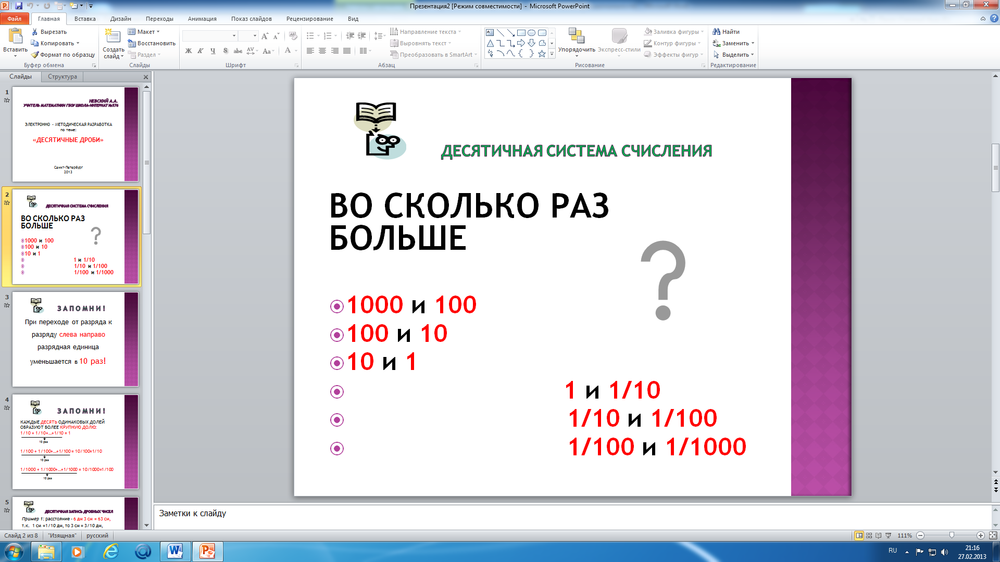 Презентация2 [Режим совместимости] - Microsoft PowerPoint
Файл Главная Вставка Дизайн Переходы Анимация Показ слайдов Рецензирование Вид
Вставить
Вырезать
Копировать
Формат по образцу
Буфер обмена
Создать слайд
Макет
Восстановить
Раздел
Слайды
Ж К Ч S abc AV Aa A
Шрифт
Направление текста
Выровнять текст
Преобразовать в SmartArt
Абзац
Упорядочить
Экспресс-стили
Заливка фигуры
Контур фигуры
Эффекты фигур
Рисование
Найти
Заменить
Выделить
Редактирование
Слайды Структура
1
НЕВСКИЙ А.А.
УЧИТЕЛЬ МАТЕМАТИКИ ГБОУ ШКОЛА-ИНТЕРНАТ №576
ЭЛЕКТРОННО - МЕТОДИЧЕСКАЯ РАЗРАБОТКА
по теме:
«ДЕСЯТИЧНЫЕ ДРОБИ»
Санкт-Петербург
2013
2
ДЕСЯТИЧНАЯ СИСТЕМА СЧИСЛЕНИЯ
ВО СКОЛЬКО РАЗ
БОЛЬШЕ
?
1000 и 100
100 и 10
10 и 1
1 и 1/10
1/10 и 1/100
1/100 и 1/1000
3
ЗАПОМНИ!
При переходе от разряда к
разряду слева направо
разрядная единица
уменьшается в 10 раз!
4
ЗАПОМНИ!
КАЖДЫЕ ДЕСЯТЬ ОДИНАКОВЫХ ДОЛЕЙ
ОБРАЗУЮТ БОЛЕЕ КРУПНУЮ ДОЛЮ:
1/10 + 1/10+...+1/10 = 1
10 раз
1/100 + 1/100+...+1/100 = 10/100=1/10
10 раз
1/1000 + 1/1000+...+1/1000 = 10/1000=1/100
10 раз
5
ДЕСЯТИЧНАЯ ЗАПИСЬ ДРОБНЫХ ЧИСЕЛ
Пример 1: расстояние - 6 дм 3 см = 63 см,
т.к. 1 см =1/10 дм, то 3 см = 3/10 дм,
ДЕСЯТИЧНАЯ СИСТЕМА СЧИСЛЕНИЯ
ВО СКОЛЬКО РАЗ
БОЛЬШЕ
?
1000 и 100
100 и 10
10 и 1
1 и 1/10
1/10 и 1/100
1/100 и 1/1000
Заметки к слайду
Слайд 2 из 8 "Изящная" русский 111%
RU 21:16
27.02.2013